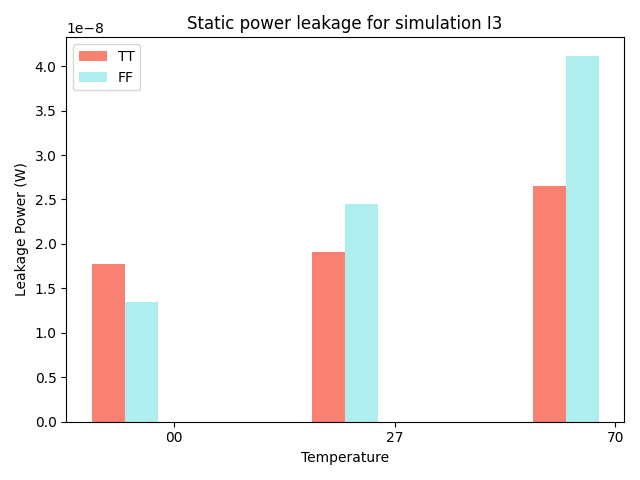 Static power leakage for simulation I3
1e−8
TT
FF
4.0
3.5
3.0
2.5
2.0
1.5
1.0
0.5
0.0
Leakage Power (W)
00 27 70
Temperature